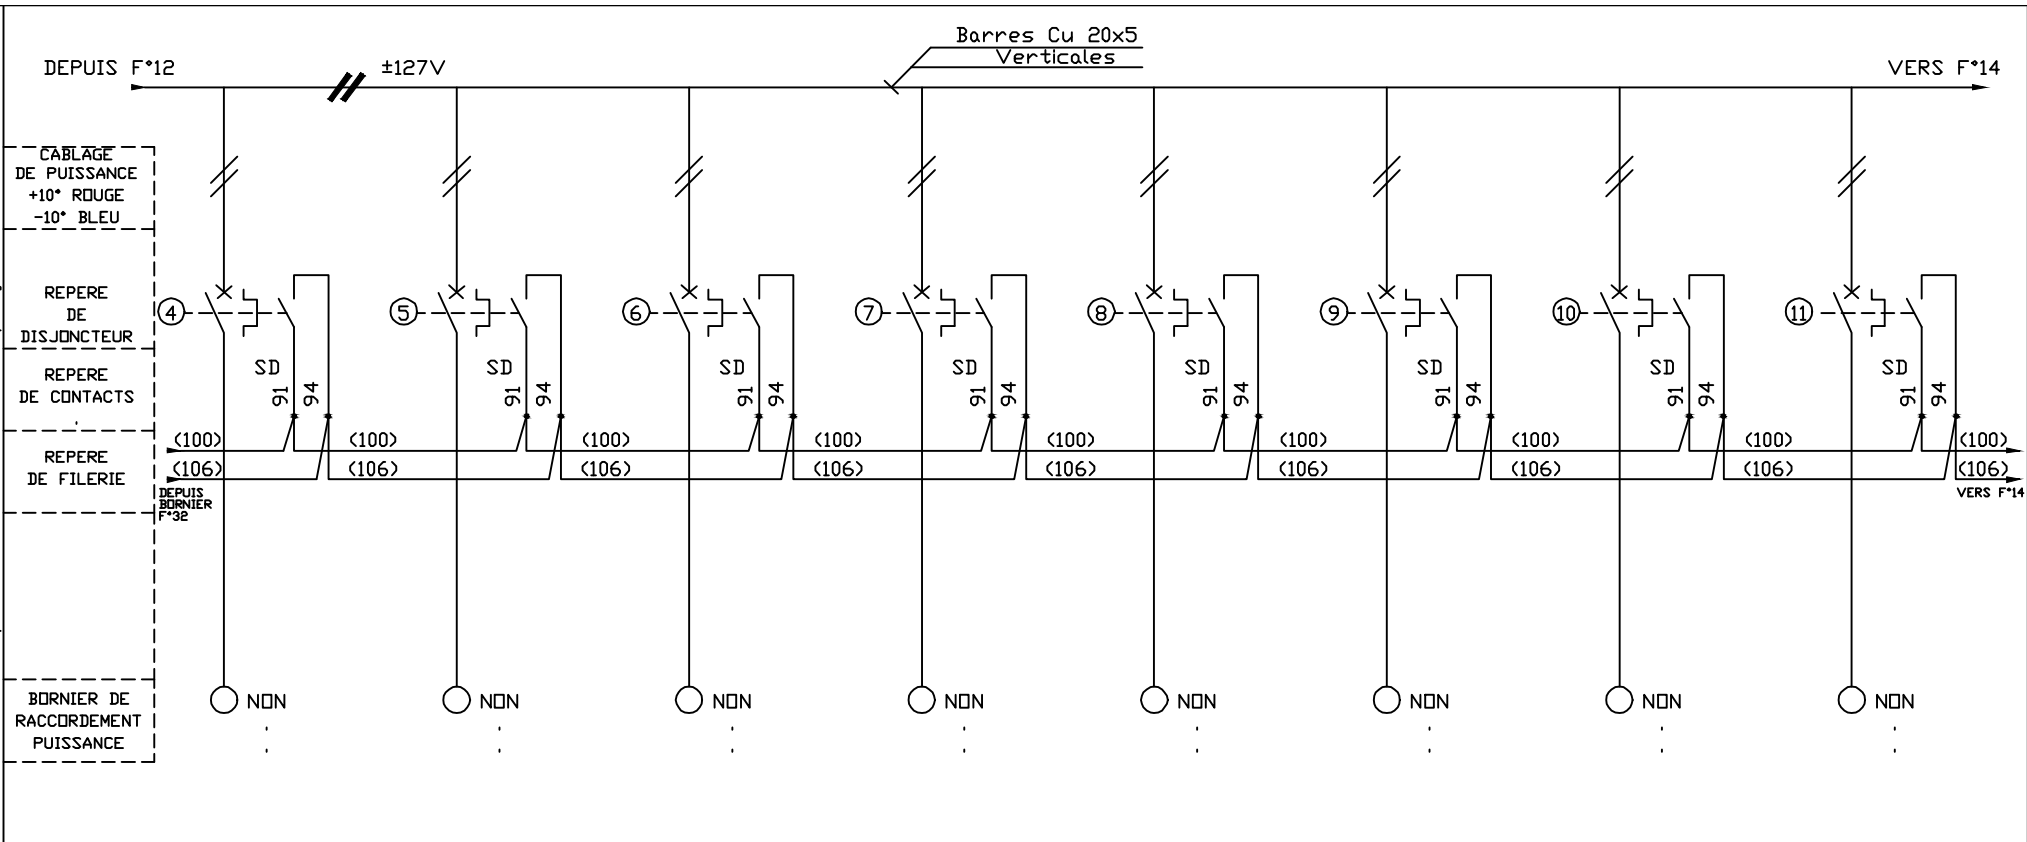 Barres Cu 20x5
Verticales
DEPUIS F°12
±127V
VERS F°14
CABLAGE
DE PUISSANCE
+10° ROUGE
-10° BLEU
REPERE
DE
DISJONCTEUR
4
5
6
7
8
9
10
11
REPERE
DE CONTACTS
SD 91 94
SD 91 94
SD 91 94
SD 91 94
SD 91 94
SD 91 94
SD 91 94
SD 91 94
REPERE
DE FILERIE
(100) (100) (100) (100) (100) (100) (100) (100) (100)
(106) (106) (106) (106) (106) (106) (106) (106) (106)
DEPUIS
BORNIER
F°32
VERS F°14
BORNIER DE
RACCORDEMENT
PUISSANCE
NON NON NON NON NON NON NON NON